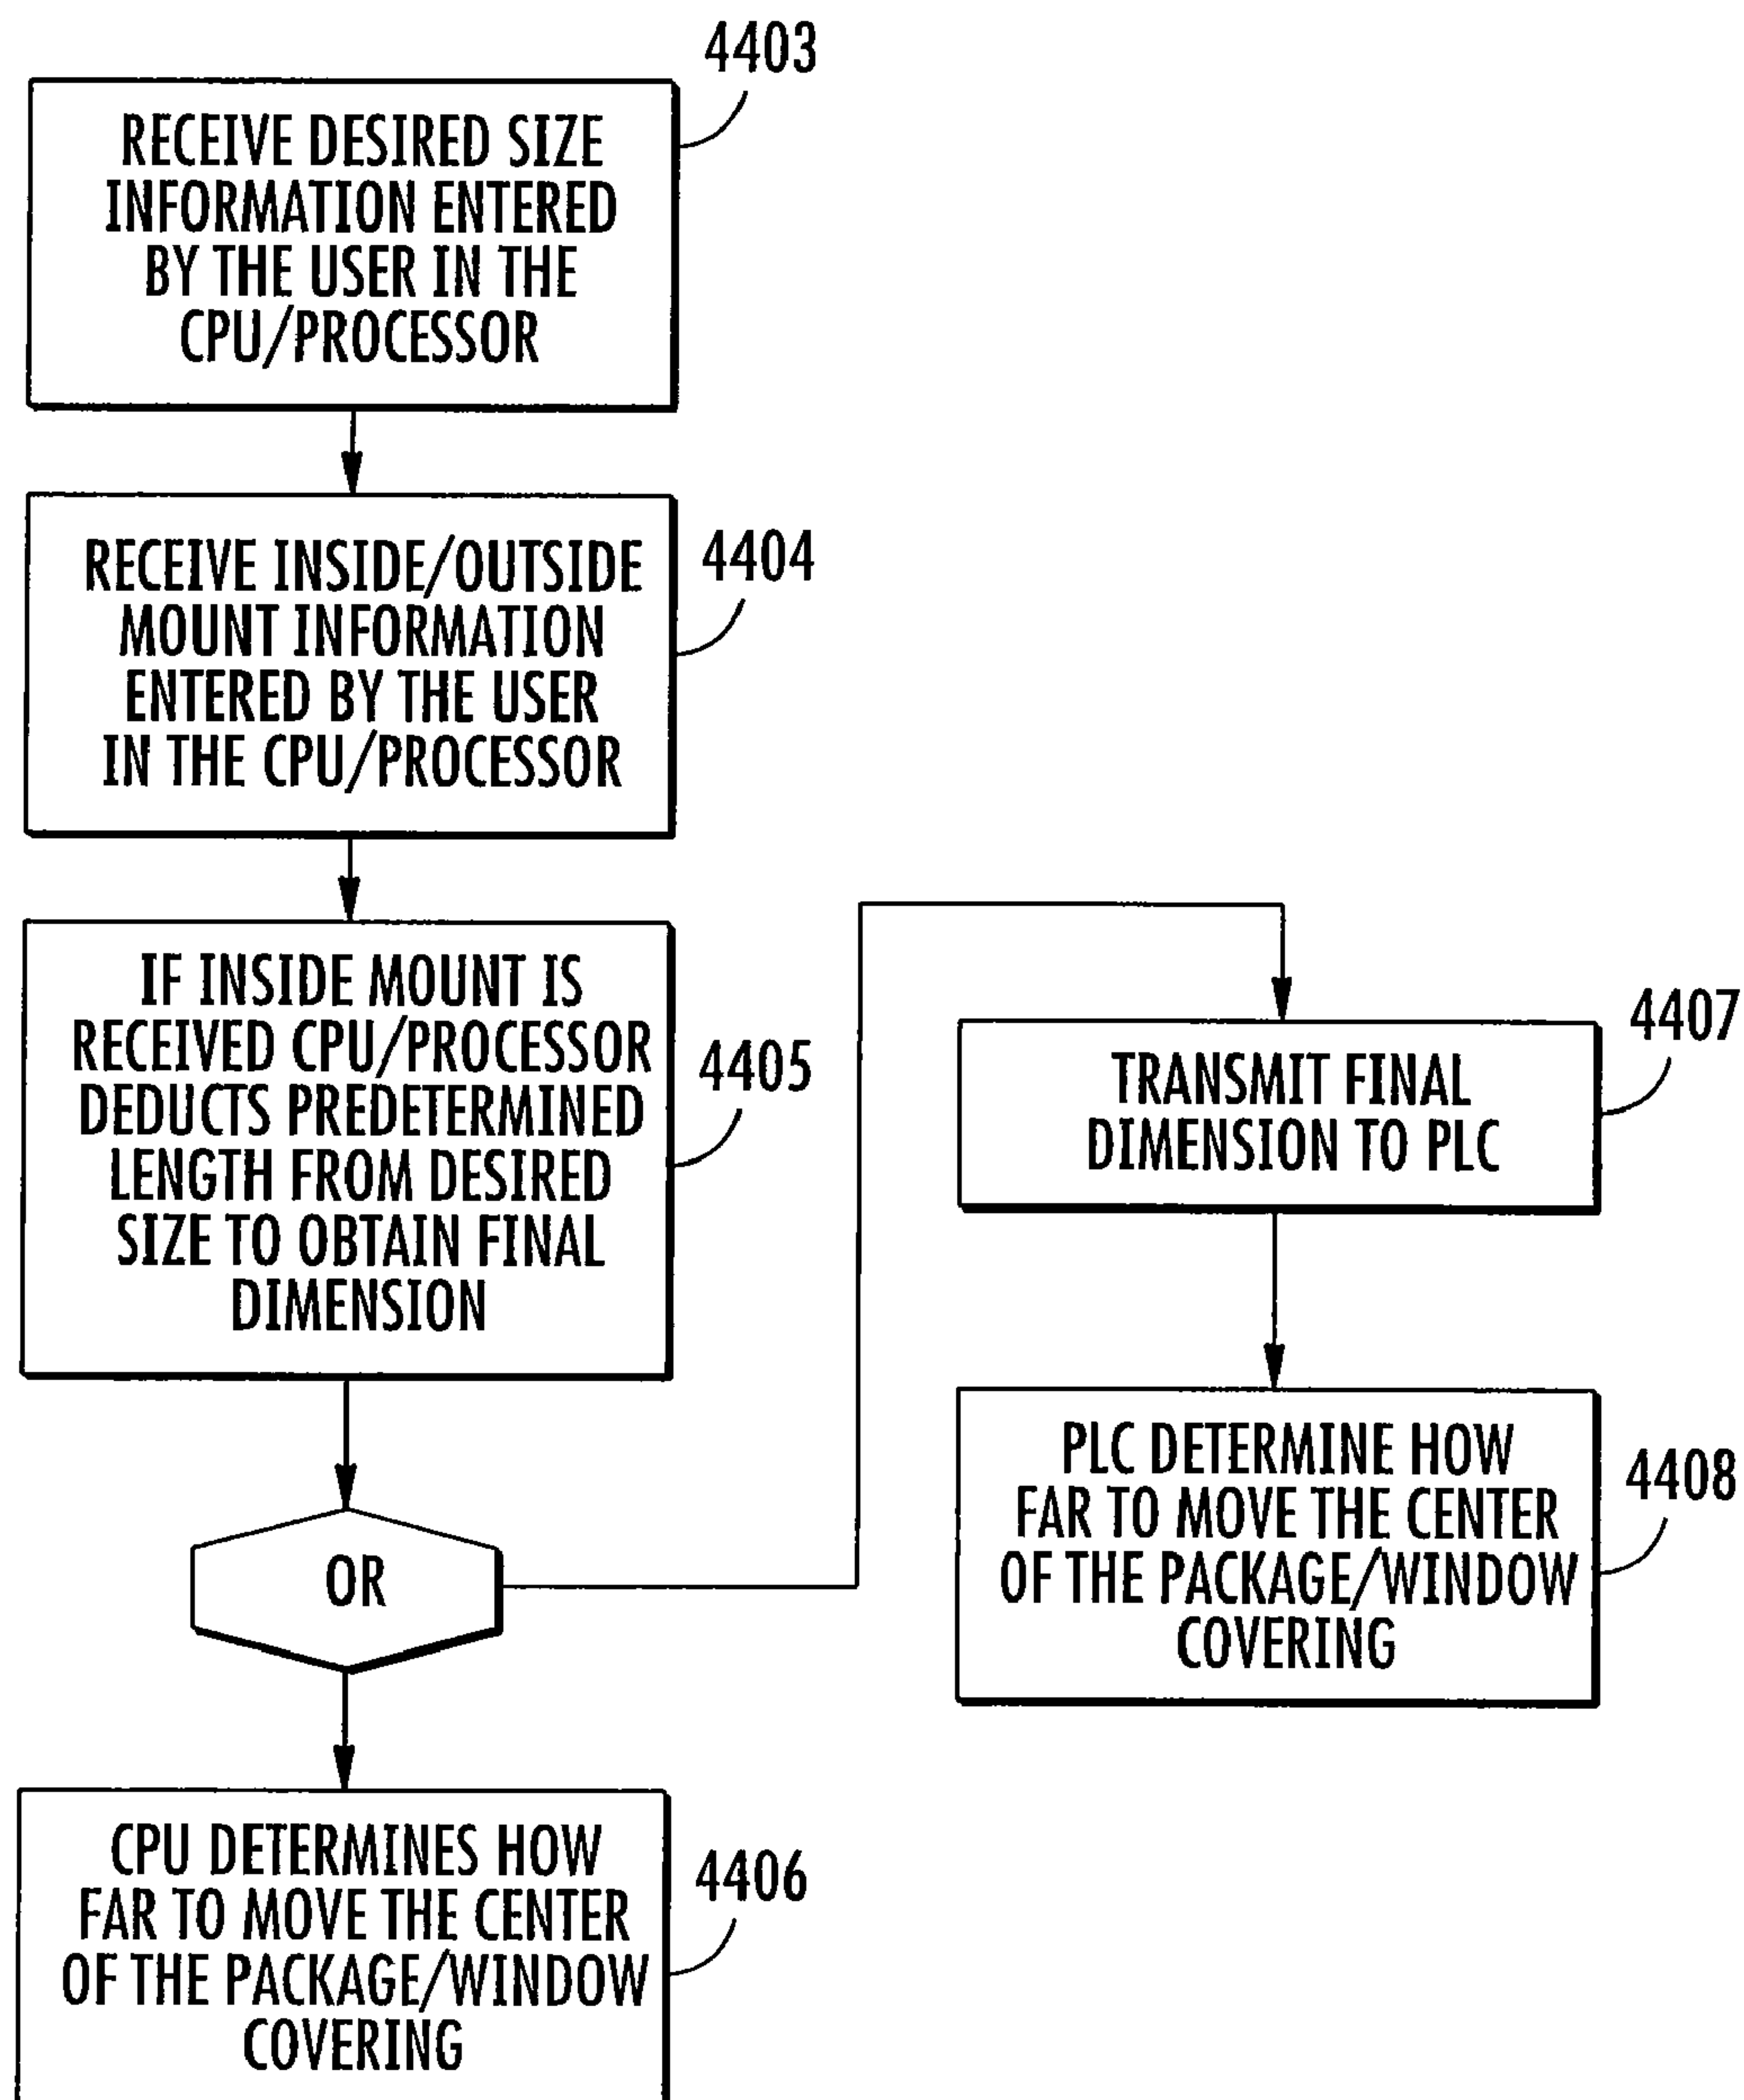 4403
RECEIVE DESIRED SIZE
INFORMATION ENTERED
BY THE USER IN THE
CPU/PROCESSOR
4404
RECEIVE INSIDE/OUTSIDE
MOUNT INFORMATION
ENTERED BY THE USER
IN THE CPU/PROCESSOR
4405
IF INSIDE MOUNT IS
RECEIVED CPU/PROCESSOR
DEDUCTS PREDETERMINED
LENGTH FROM DESIRED
SIZE TO OBTAIN FINAL
DIMENSION
OR
4406
CPU DETERMINES HOW
FAR TO MOVE THE CENTER
OF THE PACKAGE/WINDOW
COVERING
4407
TRANSMIT FINAL
DIMENSION TO PLC
4408
PLC DETERMINE HOW
FAR TO MOVE THE CENTER
OF THE PACKAGE/WINDOW
COVERING